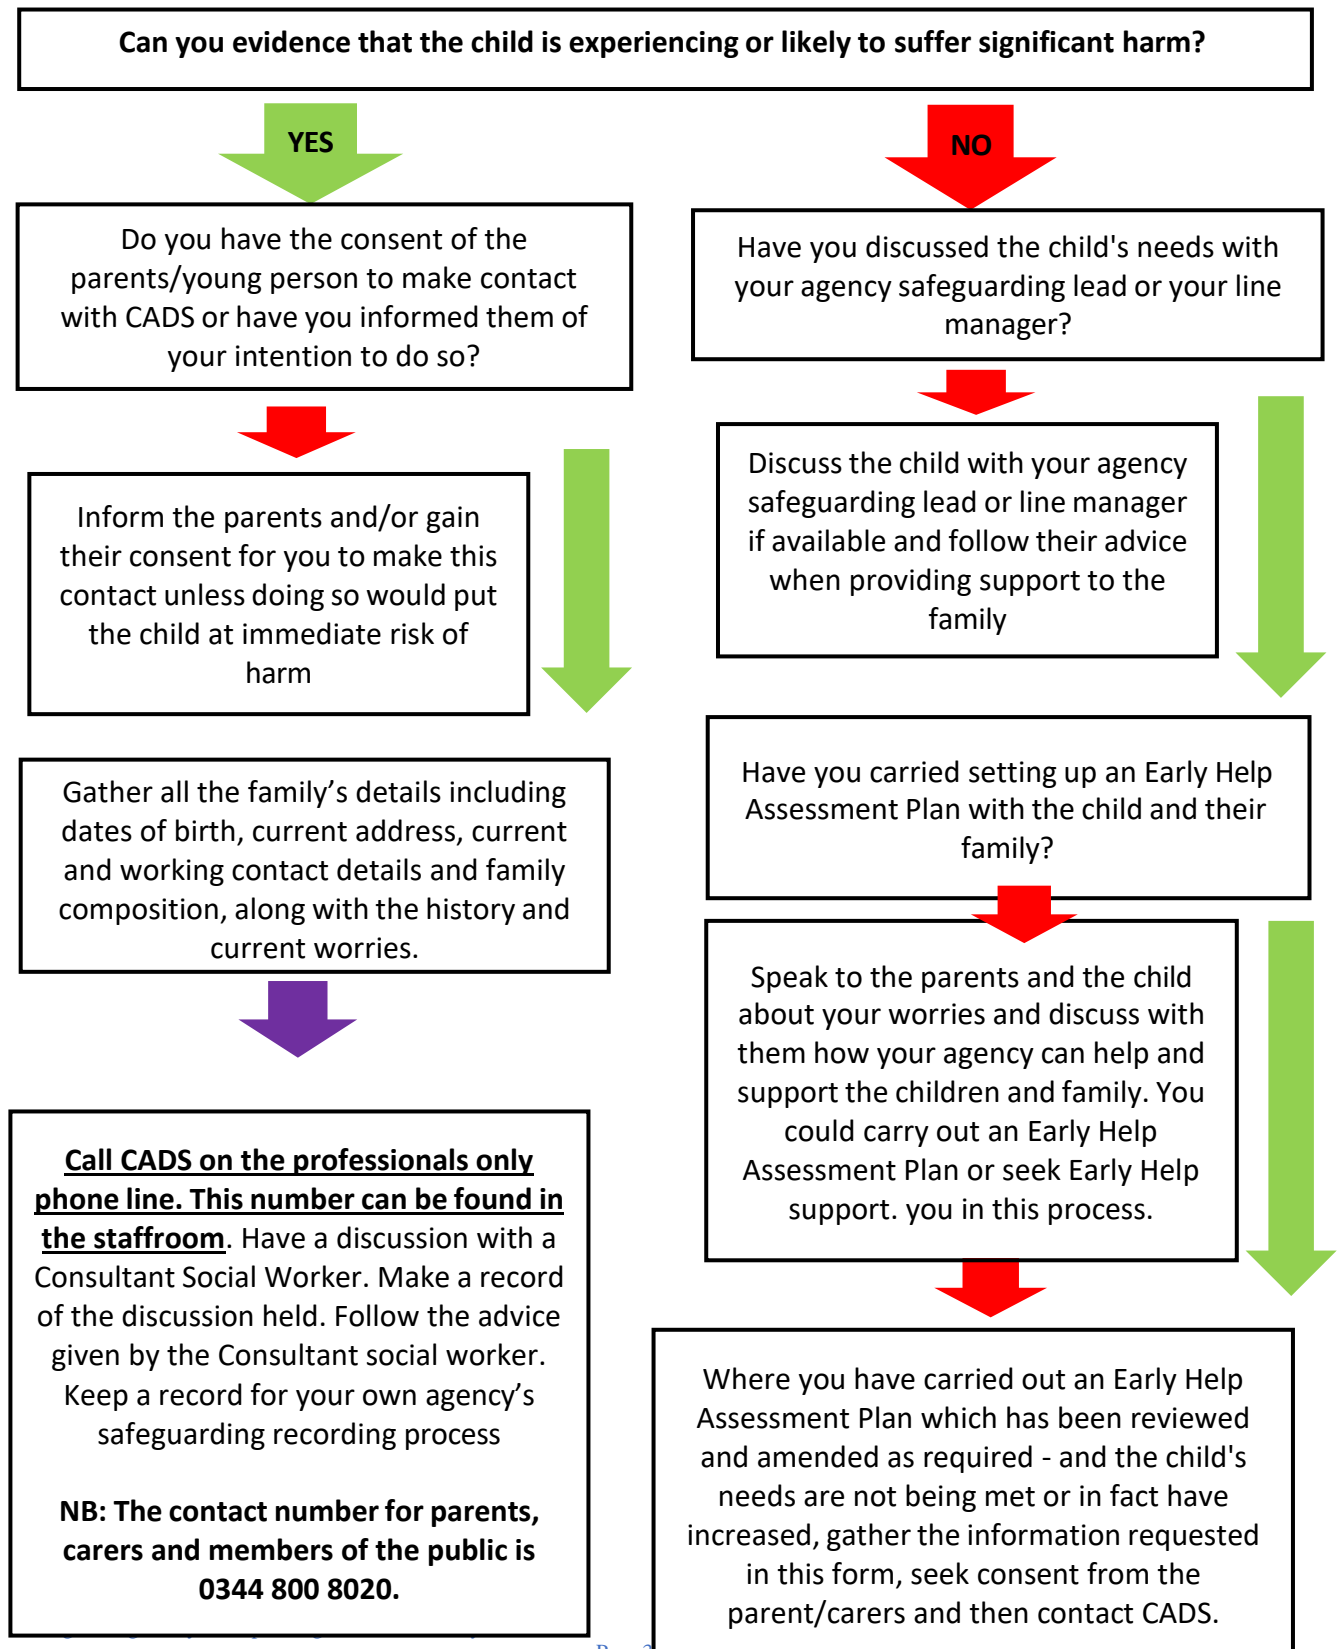 Can you evidence that the child is experiencing or likely to suffer significant harm?
YES
NO
Do you have the consent of the
parents/young person to make contact
with CADS or have you informed them of
your intention to do so?
Have you discussed the child's needs with
your agency safeguarding lead or your line
manager?
Inform the parents and/or gain
their consent for you to make this
contact unless doing so would put
the child at immediate risk of
harm
Discuss the child with your agency
safeguarding lead or line manager
if available and follow their advice
when providing support to the
family
Gather all the family’s details including
dates of birth, current address, current
and working contact details and family
composition, along with the history and
current worries.
Have you carried setting up an Early Help
Assessment Plan with the child and their
family?
Speak to the parents and the child
about your worries and discuss with
them how your agency can help and
support the children and family. You
could carry out an Early Help
Assessment Plan or seek Early Help
support. you in this process.
Call CADS on the professionals only
phone line. This number can be found in
the staffroom. Have a discussion with a
Consultant Social Worker. Make a record
of the discussion held. Follow the advice
given by the Consultant social worker.
Keep a record for your own agency’s
safeguarding recording process
NB: The contact number for parents,
carers and members of the public is
0344 800 8020.
Where you have carried out an Early Help
Assessment Plan which has been reviewed
and amended as required - and the child's
needs are not being met or in fact have
increased, gather the information requested
in this form, seek consent from the
parent/carers and then contact CADS.